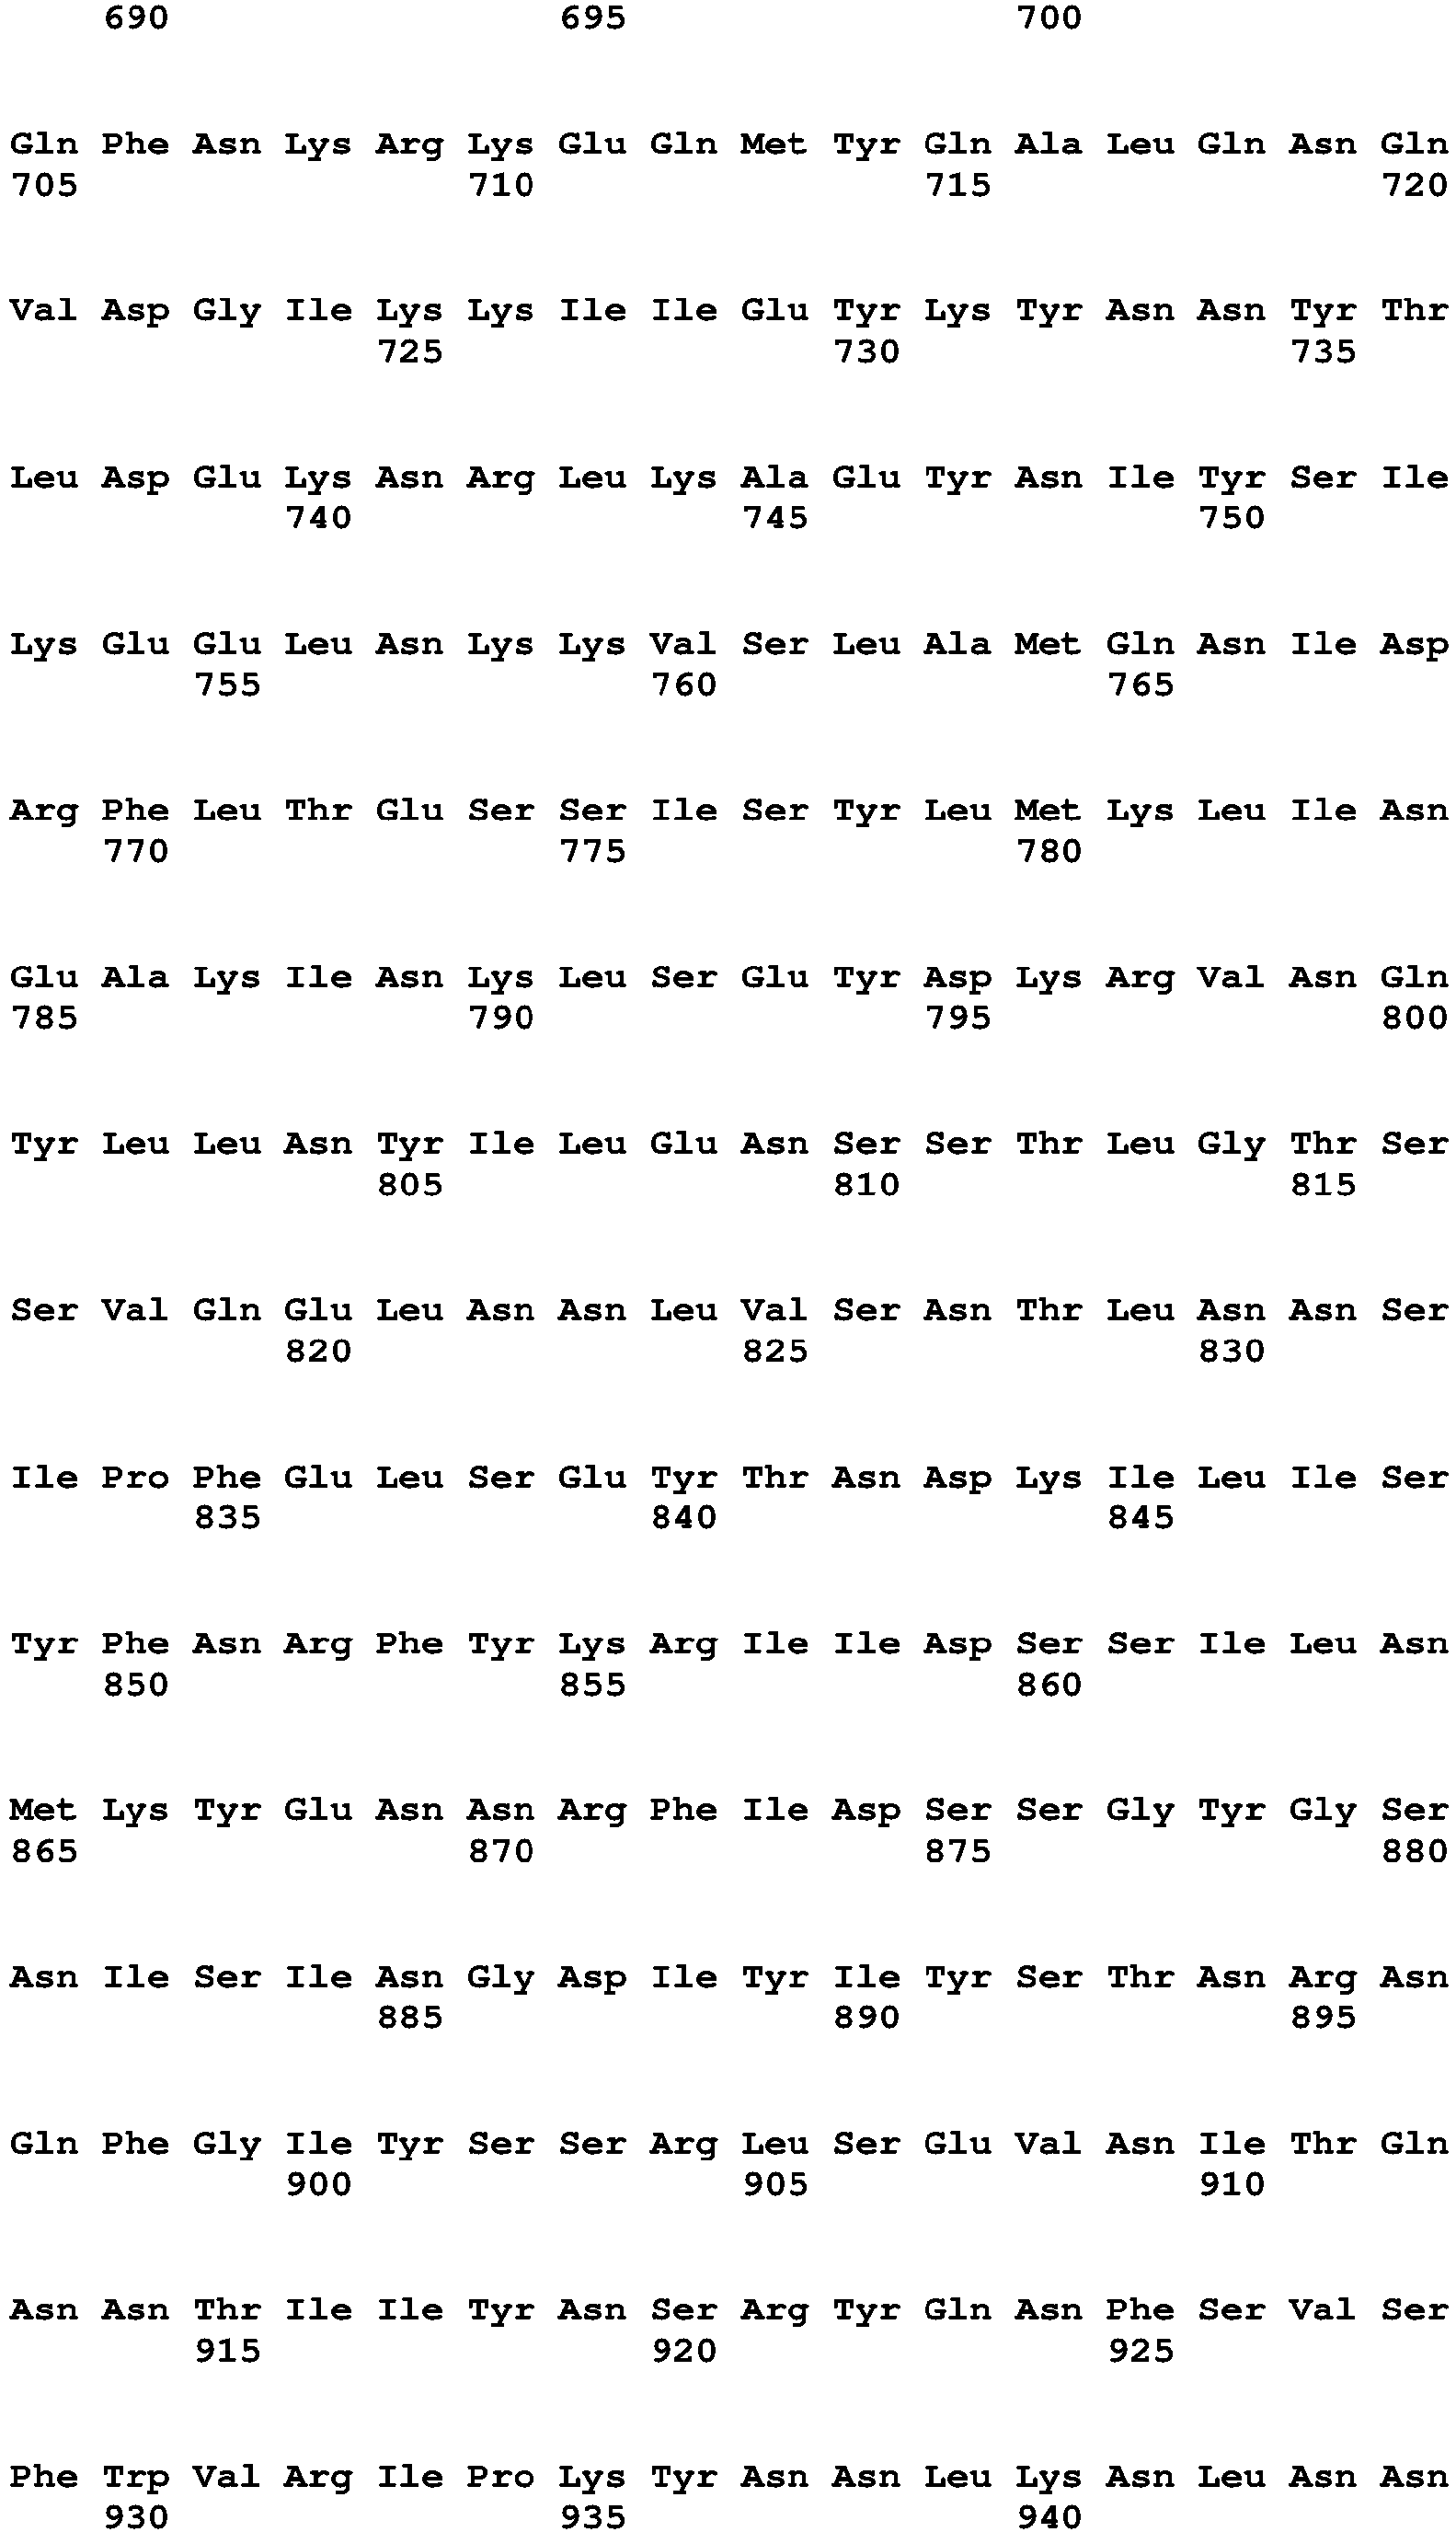 690 695 700
Gln Phe Asn Lys Arg Lys Glu Gln Met Tyr Gln Ala Leu Gln Asn Gln
705 710 715 720
Val Asp Gly Ile Lys Lys Ile Ile Glu Tyr Lys Tyr Asn Asn Tyr Thr
725 730 735
Leu Asp Glu Lys Asn Arg Leu Lys Ala Glu Tyr Asn Ile Tyr Ser Ile
740 745 750
Lys Glu Glu Leu Asn Lys Lys Val Ser Leu Ala Met Gln Asn Ile Asp
755 760 765
Arg Phe Leu Thr Glu Ser Ser Ile Ser Tyr Leu Met Lys Leu Ile Asn
770 775 780
Glu Ala Lys Ile Asn Lys Leu Ser Glu Tyr Asp Lys Arg Val Asn Gln
785 790 795 800
Tyr Leu Leu Asn Tyr Ile Leu Glu Asn Ser Ser Thr Leu Gly Thr Ser
805 810 815
Ser Val Gln Glu Leu Asn Asn Leu Val Ser Asn Thr Leu Asn Asn Ser
820 825 830
Ile Pro Phe Glu Leu Ser Glu Tyr Thr Asn Asp Lys Ile Leu Ile Ser
835 840 845
Tyr Phe Asn Arg Phe Tyr Lys Arg Ile Ile Asp Ser Ser Ile Leu Asn
850 855 860
Met Lys Tyr Glu Asn Asn Arg Phe Ile Asp Ser Ser Gly Tyr Gly Ser
865 870 875 880
Asn Ile Ser Ile Asn Gly Asp Ile Tyr Ile Tyr Ser Thr Asn Arg Asn
885 890 895
Gln Phe Gly Ile Tyr Ser Ser Arg Leu Ser Glu Val Asn Ile Thr Gln
900 905 910
Asn Asn Thr Ile Ile Tyr Asn Ser Arg Tyr Gln Asn Phe Ser Val Ser
915 920 925
Phe Trp Val Arg Ile Pro Lys Tyr Asn Asn Leu Lys Asn Leu Asn Asn
930 935 940